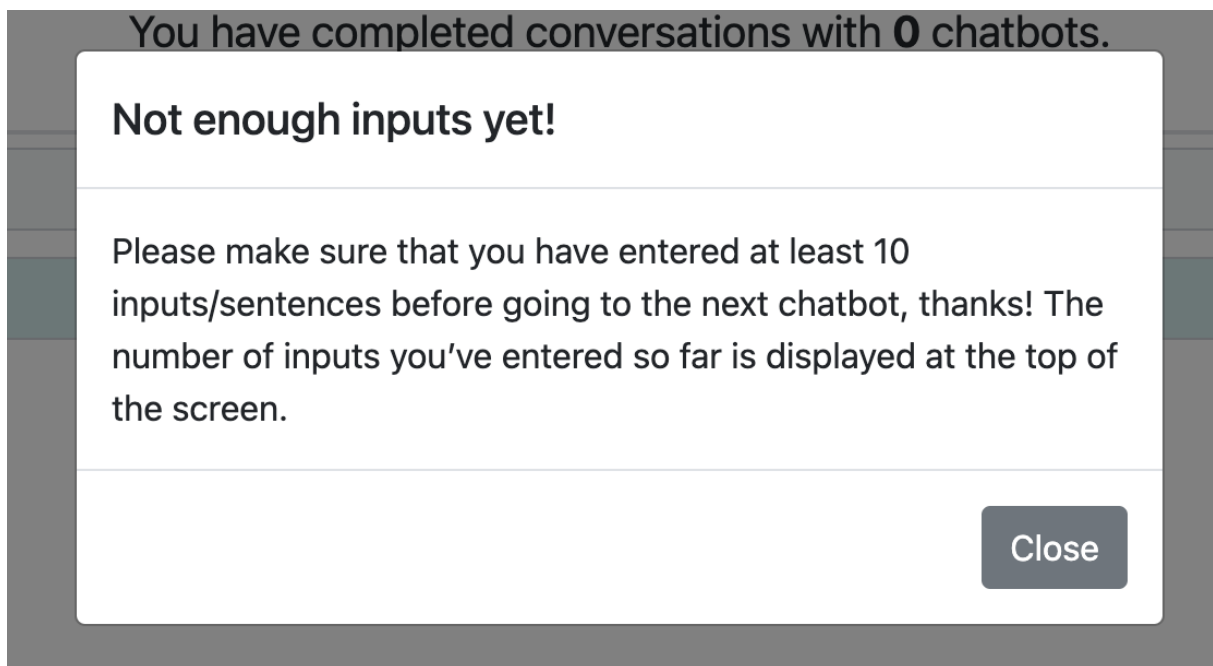 You have completed conversations with 0 chatbots.
Not enough inputs yet!
Please make sure that you have entered at least 10
inputs/sentences before going to the next chatbot, thanks! The
number of inputs you’ve entered so far is displayed at the top of
the screen.
Close